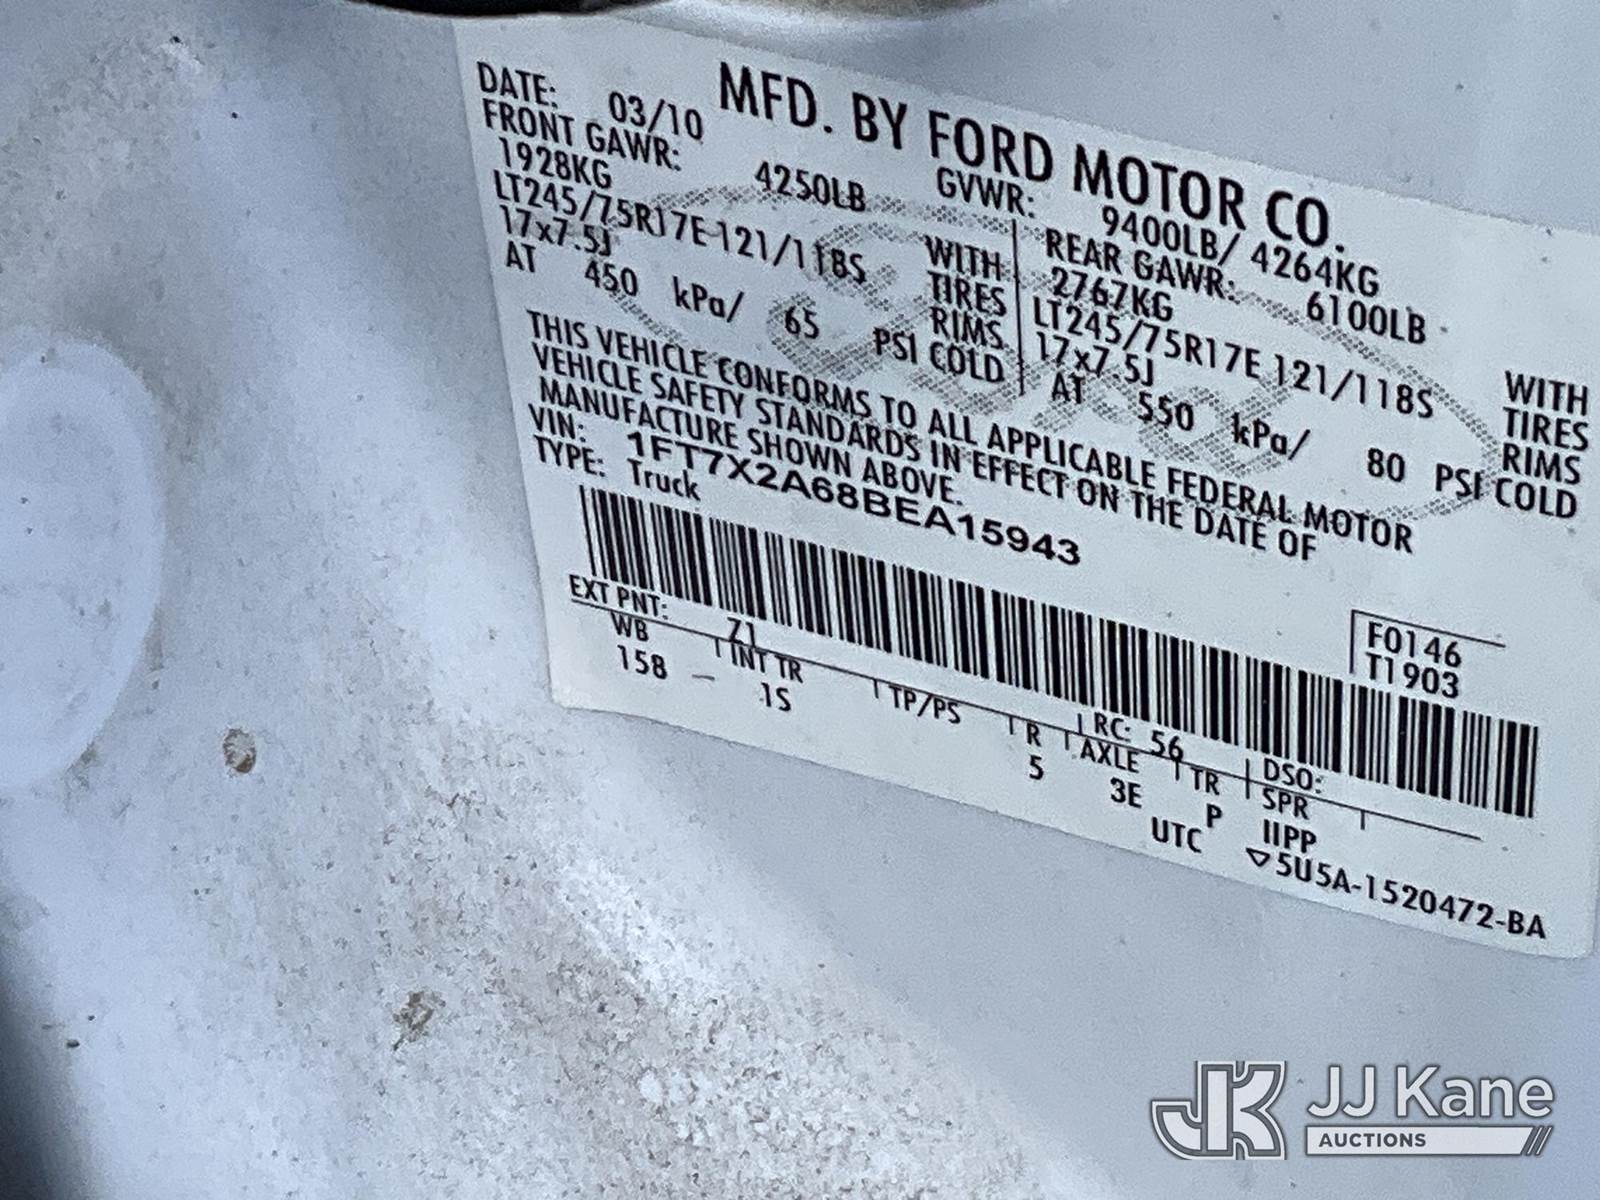 MFD. BY FORD MOTOR CO.
DATE: 03/10 GVWR: 9400LB/ 4264KG
FRONT GAWR: 4250LB REAR GAWR: 6100LB
1928KG WITH 2767KG WITH
LT245/75R17E-121/118S TIRES LT245/75R17E 121/118S TIRES
17x7.5J RIMS 17x7.5J RIMS
AT 450 kPa/ 65 PSI COLD AT 550 kPa/ 80 PSI COLD
THIS VEHICLE CONFORMS TO ALL APPLICABLE FEDERAL MOTOR
VEHICLE SAFETY STANDARDS IN EFFECT ON THE DATE OF
MANUFACTURE SHOWN ABOVE.
VIN: 1FT7X2A68BEA15943
TYPE: Truck
F0146
T1903
EXT PNT: Z1 RC: 56 DSO:
WB INT TR TP/PS R AXLE TR SPR
158 - 1S 5 3E P IIPP
UTC ▽5U5A-1520472-BA
JK JJ Kane
AUCTIONS